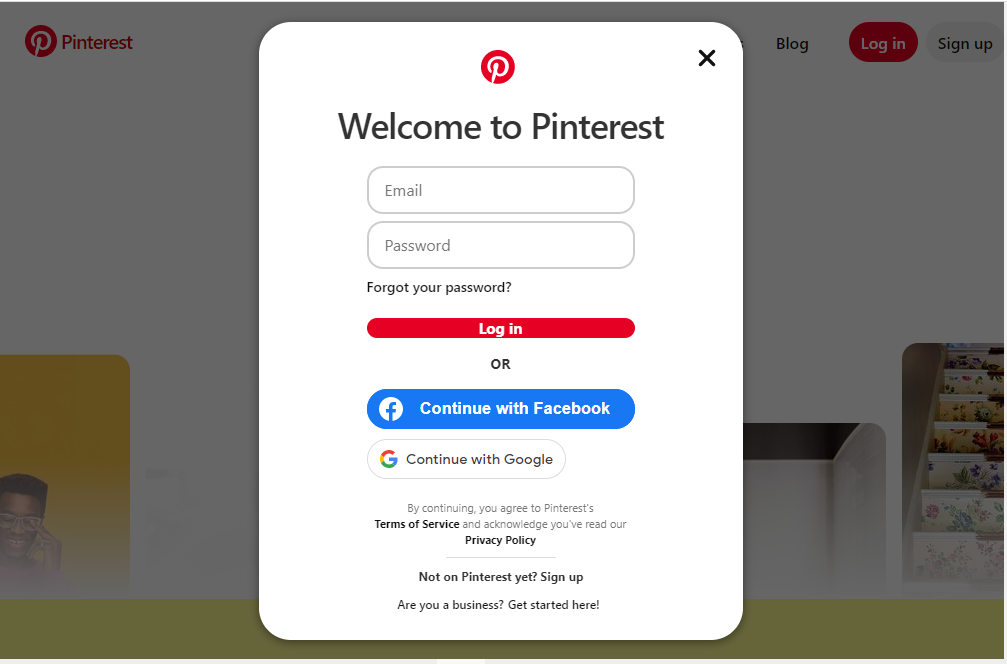 Pinterest
Blog
Log in
Sign up
Welcome to Pinterest
Email
Password
Forgot your password?
Log in
OR
Continue with Facebook
Continue with Google
By continuing, you agree to Pinterest's
Terms of Service and acknowledge you've read our
Privacy Policy
Not on Pinterest yet? Sign up
Are you a business? Get started here!